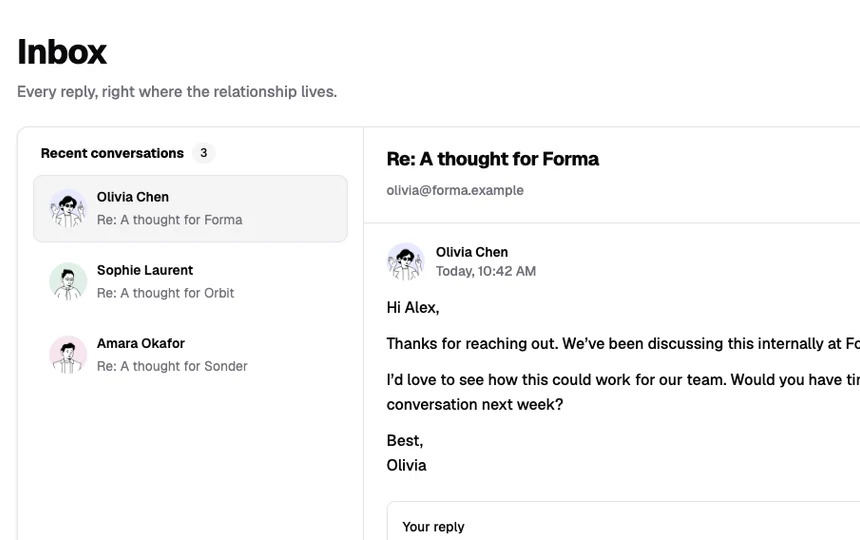 Inbox
Every reply, right where the relationship lives.
Recent conversations 3
Olivia Chen
Re: A thought for Forma
Sophie Laurent
Re: A thought for Orbit
Amara Okafor
Re: A thought for Sonder
Re: A thought for Forma
olivia@forma.example
Olivia Chen
Today, 10:42 AM
Hi Alex,
Thanks for reaching out. We’ve been discussing this internally at
I’d love to see how this could work for our team. Would you have
conversation next week?
Best,
Olivia
Your reply